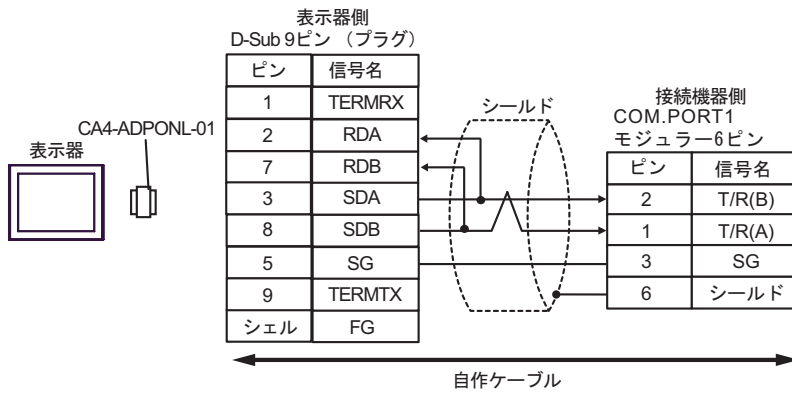 表示器側
D-Sub 9ピン （プラグ）
ピン 信号名
1 TERMRX
2 RDA
7 RDB
3 SDA
8 SDB
5 SG
9 TERMTX
シェル FG
CA4-ADPONL-01
表示器
シールド
接続機器側
COM.PORT1
モジュラー6ピン
ピン 信号名
2 T/R(B)
1 T/R(A)
3 SG
6 シールド
自作ケーブル